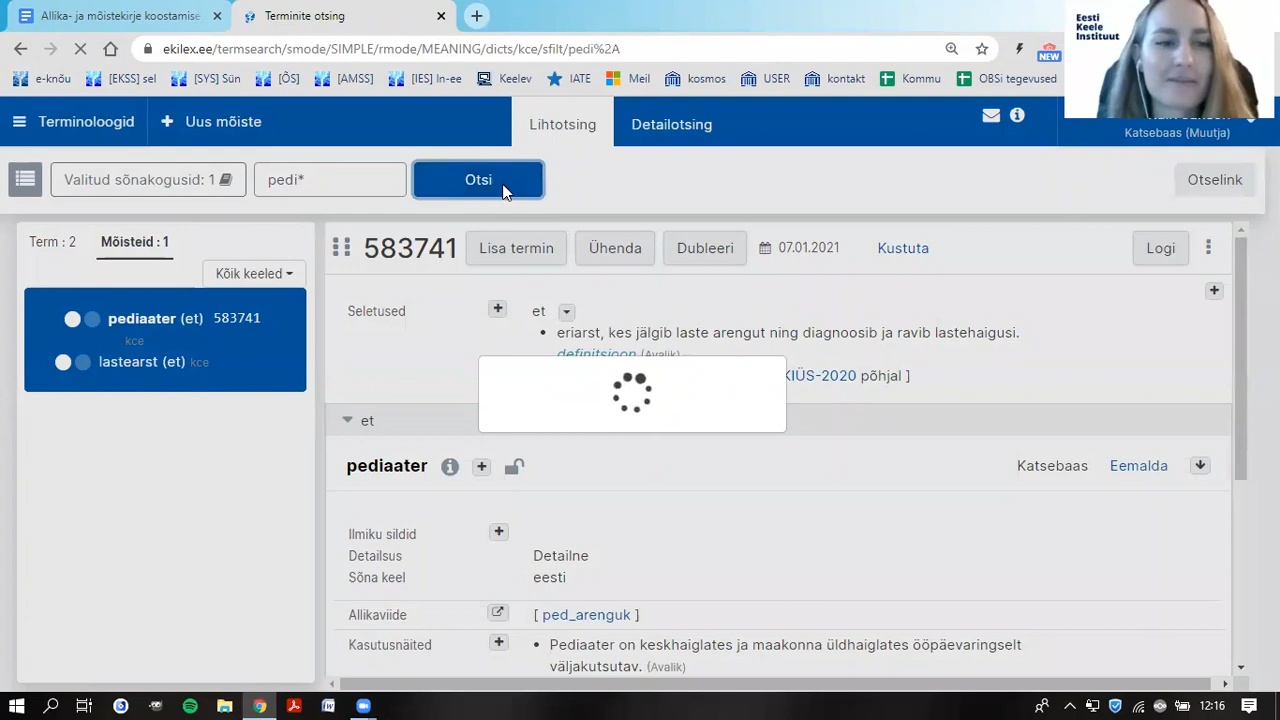 Allika- ja mõistekirje koostamise
Terminite otsing
ekilex.ee/termsearch/smode/SIMPLE/rmode/MEANING/dicts/kce/sfilt/pedi%2A
NEW
e-knõu
[EKSS] sel
[SYS] Sün
[ÕS]
[AMSS]
[IES] In-ee
Keelev
IATE
Meil
kosmos
USER
kontakt
Kommu
OBSi tegevused
Eesti
Keele
Instituut
Terminoloogid
Uus mõiste
Lihtotsing
Detailotsing
Katsebaas (Muutja)
Valitud sõnakogusid: 1
pedi*
Otsi
Otselink
Term : 2
Mõisteid : 1
Kõik keeled
pediaater (et) 583741
kce
lastearst (et) kce
583741
Lisa termin
Ühenda
Dubleeri
07.01.2021
Kustuta
Logi
Seletused
et
• eriarst, kes jälgib laste arengut ning diagnoosib ja ravib lastehaigusi.
definitsioon (Avalik)
KIÜS-2020 põhjal ]
et
pediaater
Katsebaas
Eemalda
Ilmiku sildid
Detailsus
Detailne
Sõna keel
eesti
Allikaviide
[ ped_arenguk ]
Kasutusnäited
• Pediaater on keskhaiglates ja maakonna üldhaiglates ööpäevaringselt
väljakutsutav. (Avalik)
12:16